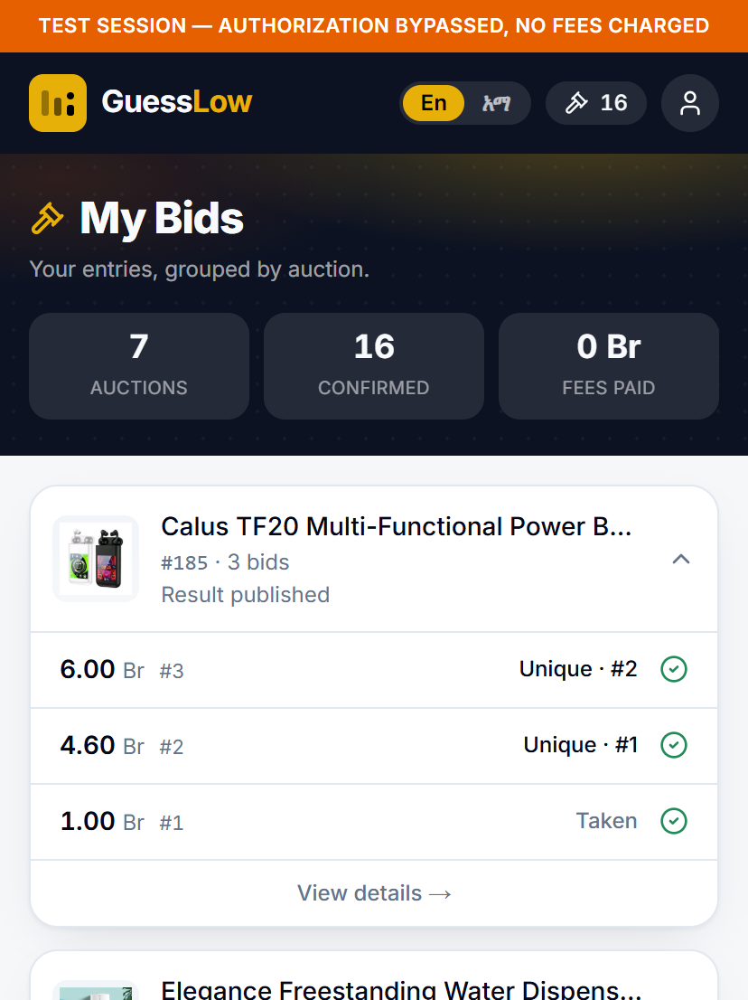 TEST SESSION — AUTHORIZATION BYPASSED, NO FEES CHARGED
GuessLow
En አማ 16
My Bids
Your entries, grouped by auction.
7 16 0 Br
AUCTIONS CONFIRMED FEES PAID
Calus TF20 Multi-Functional Power B...
#185 · 3 bids
Result published
6.00 Br #3 Unique · #2
4.60 Br #2 Unique · #1
1.00 Br #1 Taken
View details →
Elegance Freestanding Water Dispens...